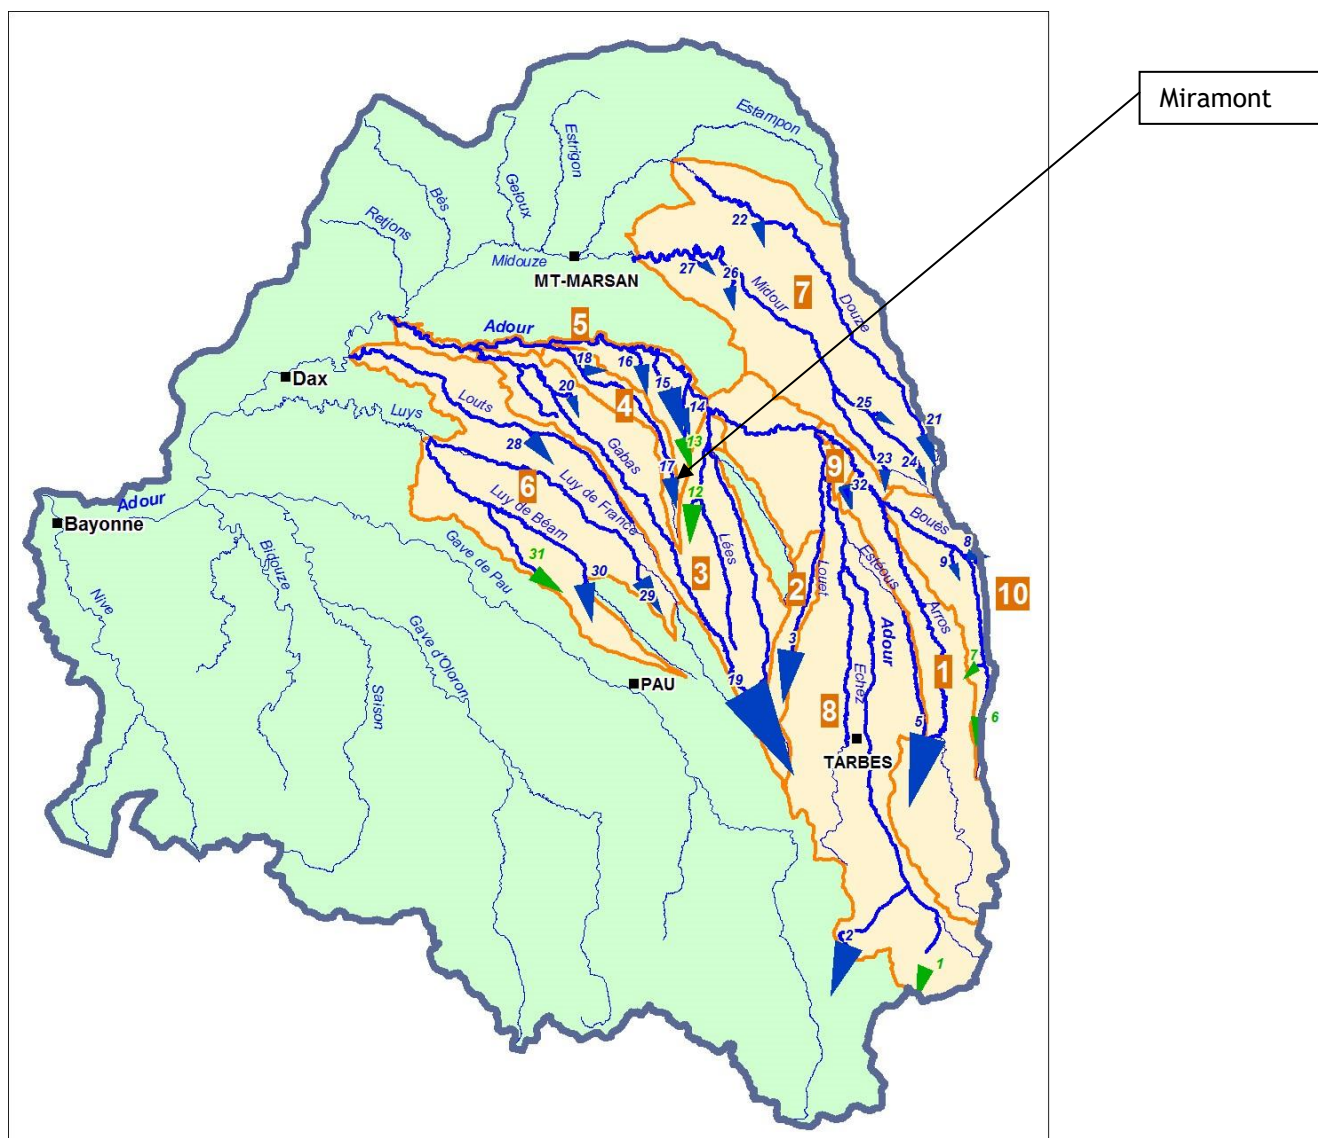 Miramont
Estampon
Estrigon
Geloux
Bès
Retjons
Midouze
MT-MARSAN
22
27
26
Midour
7
Douze
5
Adour
18
16
15
14
20
4
Dax
Louts
Luys
25
21
13
17
23
24
9
32
28
Gabas
6
Luy de France
12
Luy de Béarn
Adour
Bayonne
Bouès
8
9
Gave de Pau
31
30
29
Lées
3
2
Louet
Estéous
Arros
10
Bidouze
Nive
Gave d'Oloron
Saison
PAU
19
3
Echez
Adour
1
7
8
5
6
TARBES
2
1